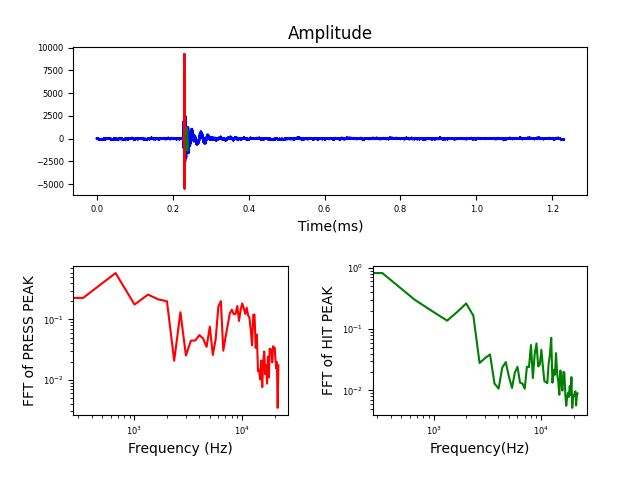 Amplitude
10000
7500
5000
2500
0
−2500
−5000
0.0 0.2 0.4 0.6 0.8 1.0 1.2
Time(ms)
FFT of PRESS PEAK
10⁻¹
10⁻²
10³ 10⁴
Frequency (Hz)
FFT of HIT PEAK
10⁰
10⁻¹
10⁻²
10³ 10⁴
Frequency(Hz)